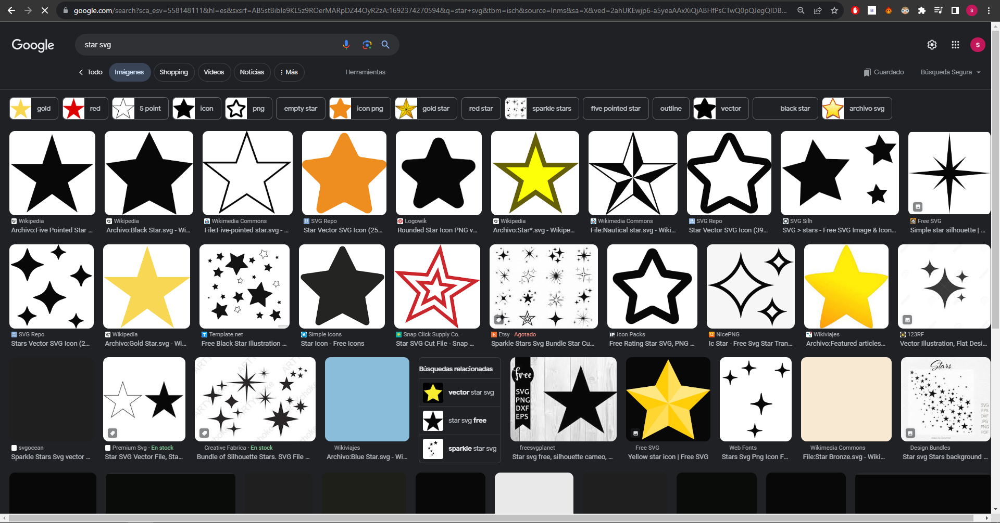 google.com/search?sca_esv=558148111&hl=es&sxsrf=AB5stBible9KL5z9ROerMARpDZ44OyR2zA:1692374270594&q=star+svg&tbm=isch&source=lnms&sa=X&ved=2ahUKEwjp6-a5yeaAAxXiQjABHfPsCTwQ0pQJegQIDB...
Google
star svg
S
Todo
Imágenes
Shopping
Vídeos
Noticias
Más
Herramientas
Guardado
Búsqueda Segura
gold
red
5 point
icon
png
empty star
icon png
gold star
red star
sparkle stars
five pointed star
outline
vector
black star
archivo svg
Wikipedia
Archivo:Five Pointed Star ...
Wikipedia
Archivo:Black Star.svg - Wi...
Wikimedia Commons
File:Five-pointed star.svg - ...
SVG Repo
Star Vector SVG Icon (25...
Logowik
Rounded Star Icon PNG v...
Wikipedia
Archivo:Star*.svg - Wikipe...
Wikimedia Commons
File:Nautical star.svg - Wiki...
SVG Repo
Star Vector SVG Icon (39...
SVG Silh
SVG > stars - Free SVG Image & Icon...
Free SVG
Simple star silhouette | ...
SVG Repo
Stars Vector SVG Icon (2...
Wikipedia
Archivo:Gold Star.svg - Wi...
Template.net
Free Black Star Illustration ...
Simple Icons
Star Icon - Free Icons
Snap Click Supply Co.
Star SVG Cut File - Snap ...
Etsy · Agotado
Sparkle Stars Svg Bundle Star Cu...
Icon Packs
Free Rating Star SVG, PNG ...
NicePNG
Ic Star - Free Svg Star Tran...
Wikiviajes
Archivo:Featured articles...
123RF
Vector Illustration, Flat Desi...
svgocean
Sparkle Stars Svg vector ...
Premium Svg · En stock
Star SVG Vector File, Sta...
Creative Fabrica · En stock
Bundle of Silhouette Stars. SVG File ...
Wikiviajes
Archivo:Blue Star.svg - Wi...
Búsquedas relacionadas
vector star svg
star svg free
sparkle star svg
free
SVG
PNG
DXF
EPS
freesvgplanet
Star svg free, silhouette cameo, ...
Free SVG
Yellow star icon | Free SVG
Web Fonts
Stars Svg Png Icon F...
Wikimedia Commons
File:Star Bronze.svg - Wiki...
Stars
SVG
EPS
DXF
JPG
PNG
PDF
Design Bundles
Star svg Stars background ...